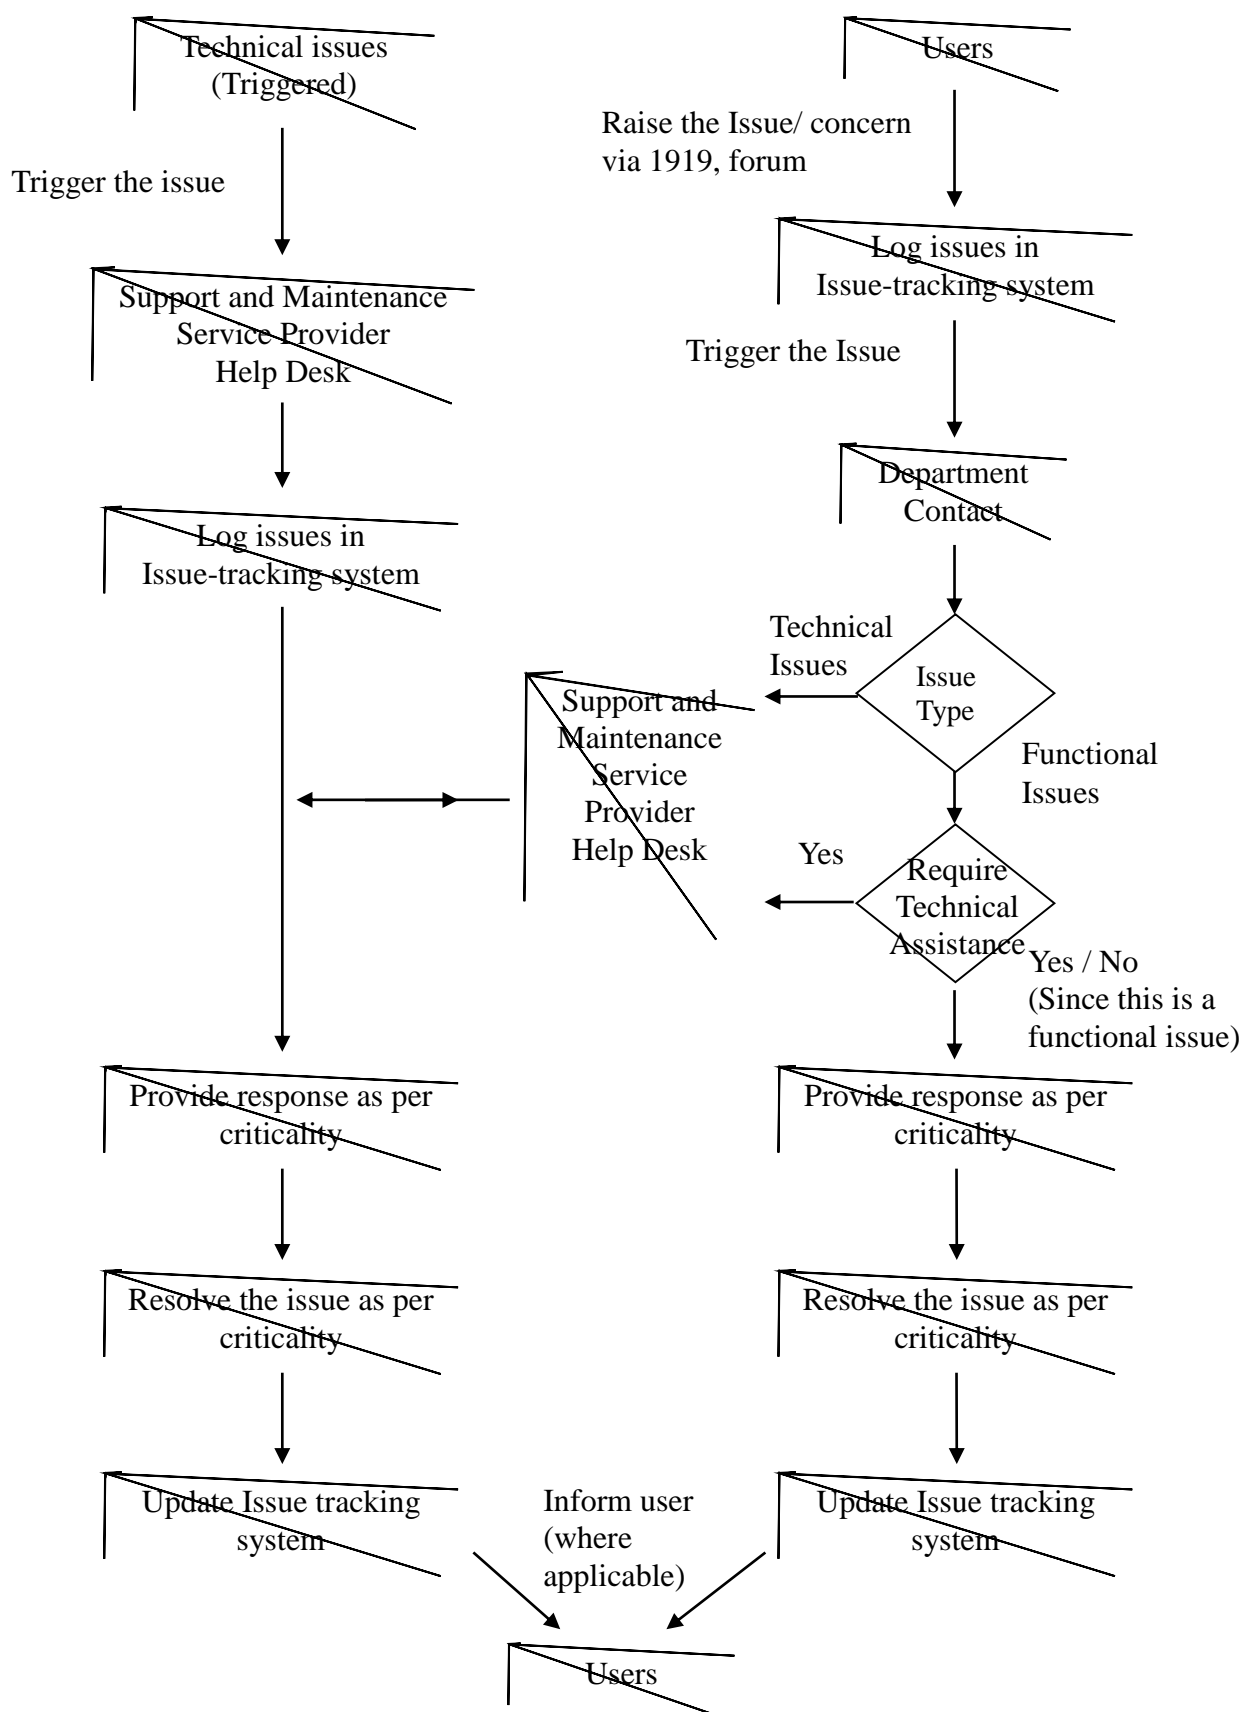 Technical issues
(Triggered)
Users
Raise the Issue/ concern
via 1919, forum
Trigger the issue
Log issues in
Issue-tracking system
Support and Maintenance
Service Provider
Help Desk
Trigger the Issue
Department
Contact
Log issues in
Issue-tracking system
Technical
Issues
Issue
Type
Support and
Maintenance
Service
Provider
Help Desk
Functional
Issues
Yes
Require
Technical
Assistance
Yes / No
(Since this is a
functional issue)
Provide response as per
criticality
Provide response as per
criticality
Resolve the issue as per
criticality
Resolve the issue as per
criticality
Update Issue tracking
system
Inform user
(where
applicable)
Update Issue tracking
system
Users